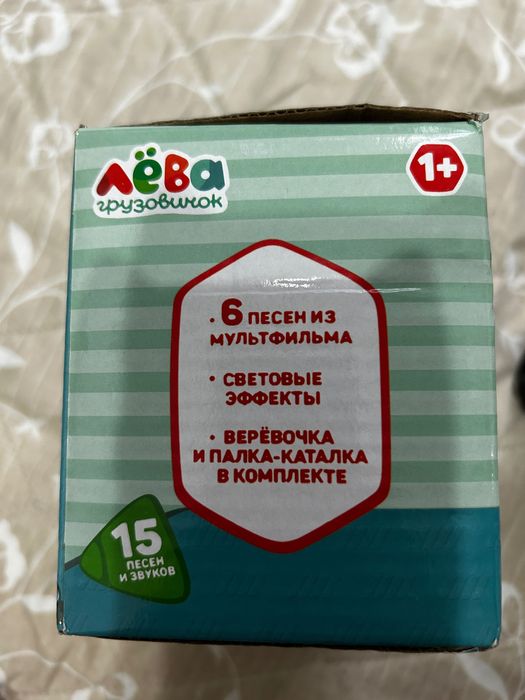 Лёва
грузовичок
1+
• 6 ПЕСЕН ИЗ
МУЛЬТФИЛЬМА
• СВЕТОВЫЕ
ЭФФЕКТЫ
• ВЕРЁВОЧКА
И ПАЛКА-КАТАЛКА
В КОМПЛЕКТЕ
15
ПЕСЕН
И ЗВУКОВ